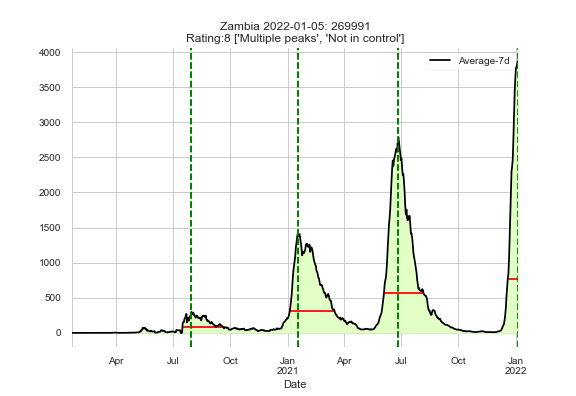 Zambia 2022-01-05: 269991
Rating:8 ['Multiple peaks', 'Not in control']
Average-7d
4000
3500
3000
2500
2000
1500
1000
500
0
Apr Jul Oct Jan Apr Jul Oct Jan
2021 2022
Date